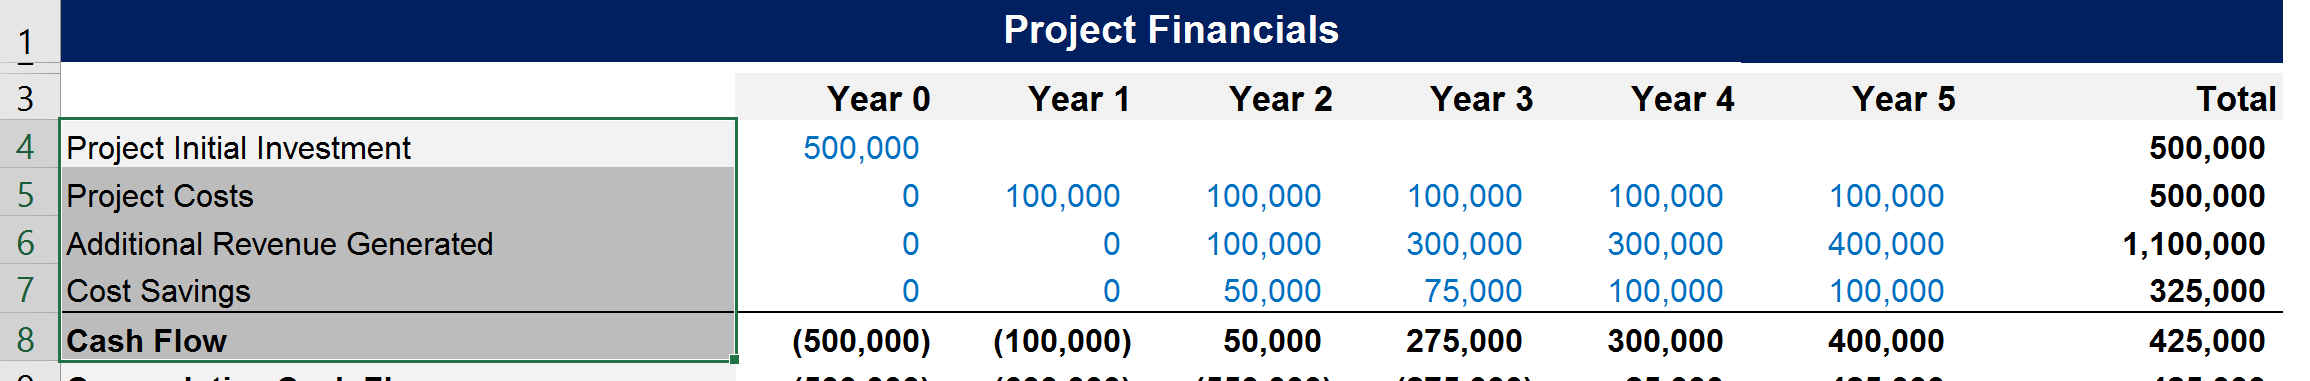 1 Project Financials
3 Year 0 Year 1 Year 2 Year 3 Year 4 Year 5 Total
4 Project Initial Investment 500,000 500,000
5 Project Costs 0 100,000 100,000 100,000 100,000 100,000 500,000
6 Additional Revenue Generated 0 0 100,000 300,000 300,000 400,000 1,100,000
7 Cost Savings 0 0 50,000 75,000 100,000 100,000 325,000
8 Cash Flow (500,000) (100,000) 50,000 275,000 300,000 400,000 425,000